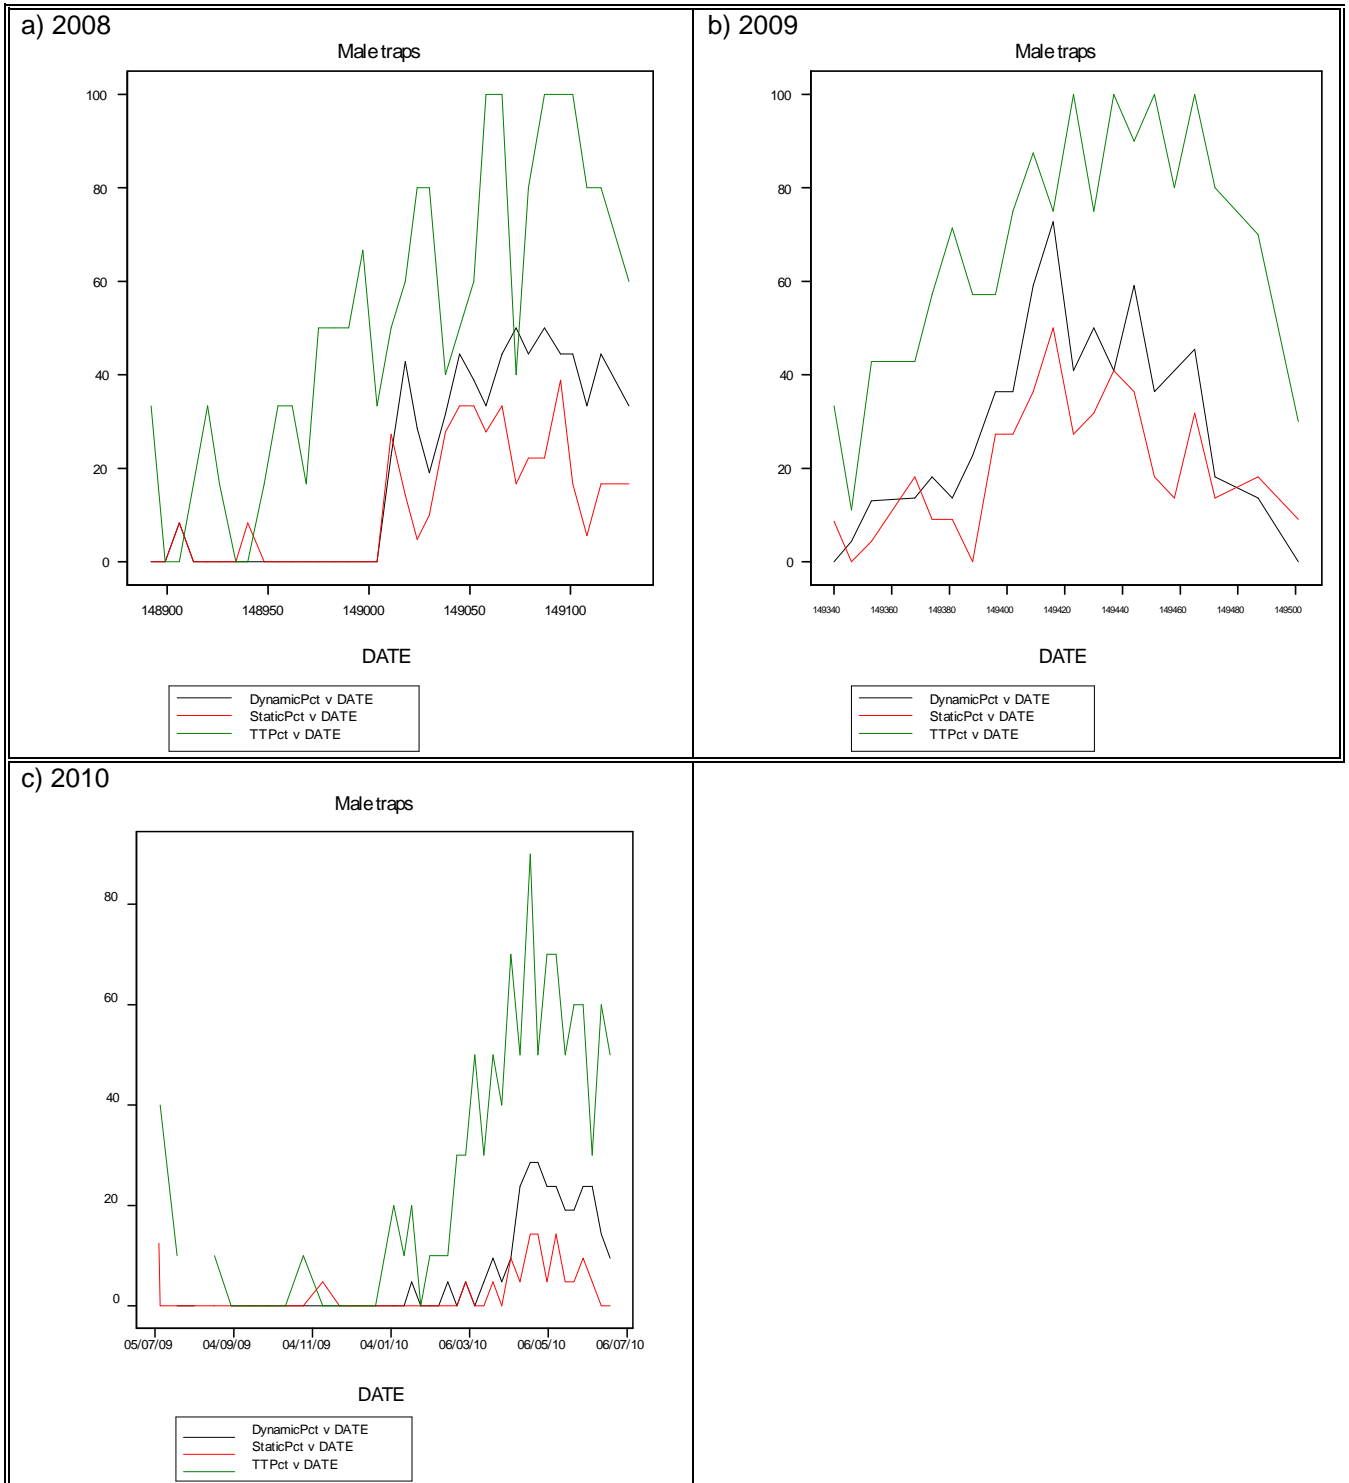 a) 2008
Male traps
100
80
60
40
20
0
148900 148950 149000 149050 149100
DATE
DynamicPct v DATE
StaticPct v DATE
TTPct v DATE
b) 2009
Male traps
100
80
60
40
20
0
149340 149360 149380 149400 149420 149440 149460 149480 149500
DATE
DynamicPct v DATE
StaticPct v DATE
TTPct v DATE
c) 2010
Male traps
80
60
40
20
0
05/07/09 04/09/09 04/11/09 04/01/10 06/03/10 06/05/10 06/07/10
DATE
DynamicPct v DATE
StaticPct v DATE
TTPct v DATE